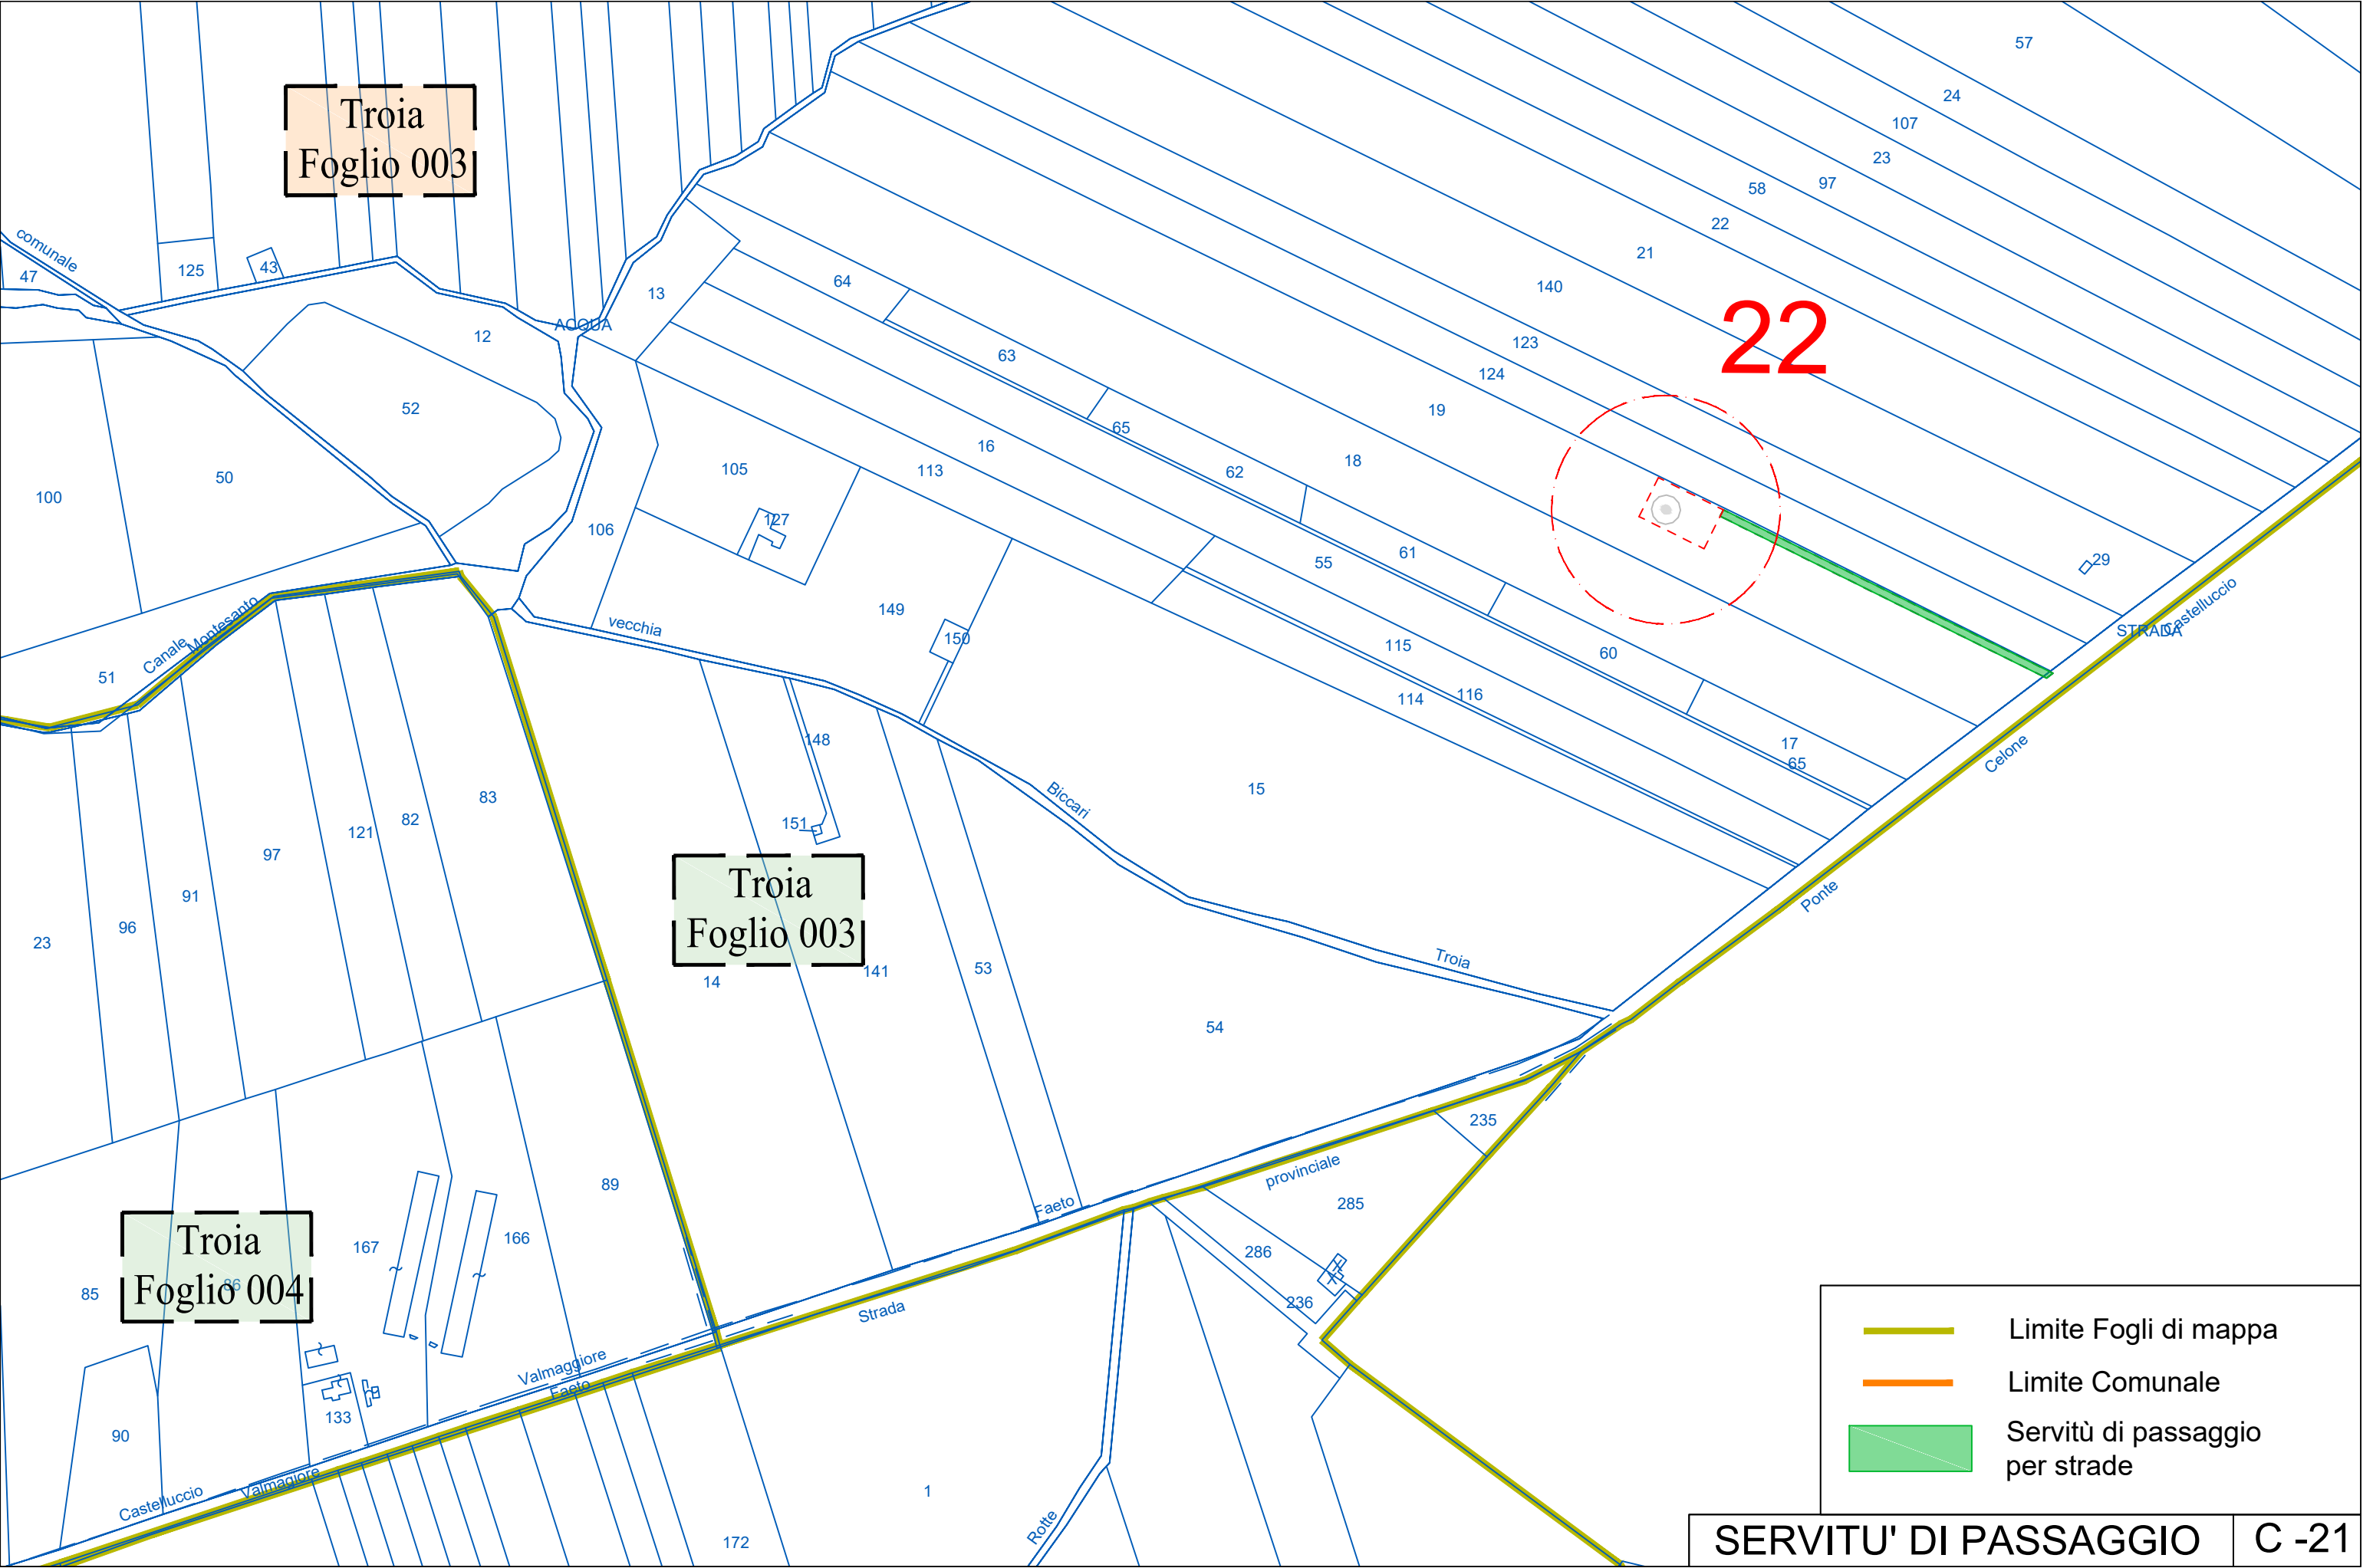 57
24
107
23
97
58
22
21
140
Troia
Foglio 003
comunale
47
125
43
13
64
ACQUA
12
63
123
124
22
52
19
65
16
113
105
18
62
50
100
127
106
61
55
29
Castelluccio
STRADA
149
150
vecchia
115
60
116
114
Montesanto
Canale
51
148
17
65
Celone
15
Biccari
83
82
121
151
97
91
96
23
Ponte
Troia
Foglio 003
14
141
53
Troia
54
235
provinciale
285
89
Faeto
286
236
166
167
Troia
Foglio 004
86
85
Strada
Valmaggiore
Faeto
133
90
Castelluccio
Valmagiore
1
Rotte
172
Limite Fogli di mappa
Limite Comunale
Servitù di passaggio
per strade
SERVITU' DI PASSAGGIO
C -21